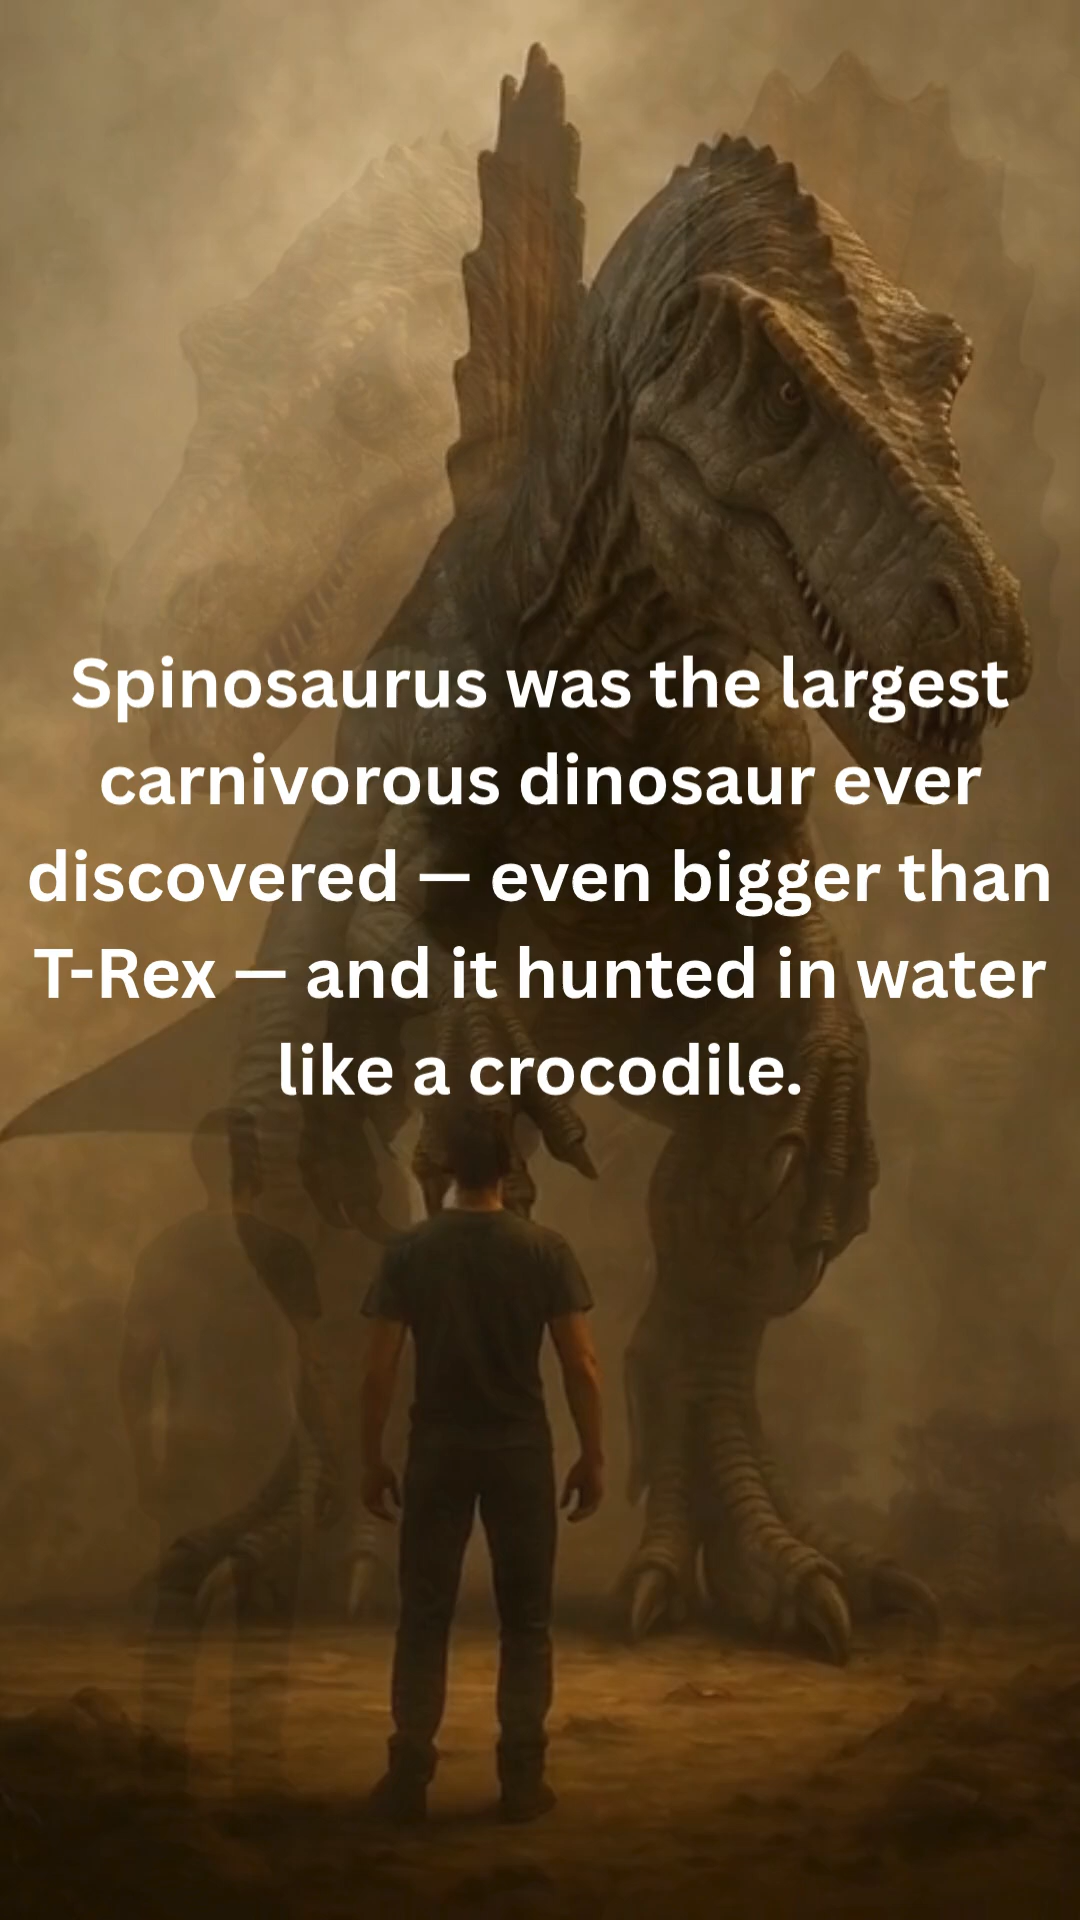 Spinosaurus was the largest
carnivorous dinosaur ever
discovered — even bigger than
T-Rex — and it hunted in water
like a crocodile.